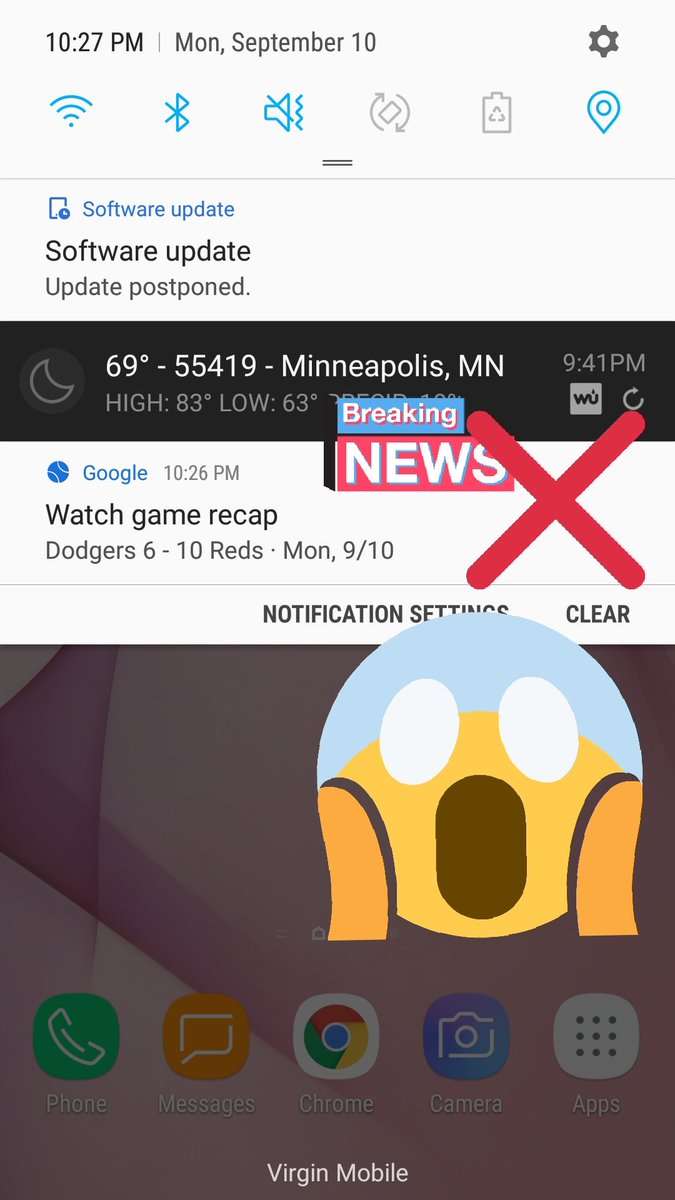 10:27 PM | Mon, September 10
Software update
Software update
Update postponed.
69° - 55419 - Minneapolis, MN
9:41PM
HIGH: 83° LOW: 63°
wu
Breaking
NEWS
Google 10:26 PM
Watch game recap
Dodgers 6 - 10 Reds · Mon, 9/10
NOTIFICATION SETTINGS CLEAR
Phone Messages Chrome Camera Apps
Virgin Mobile